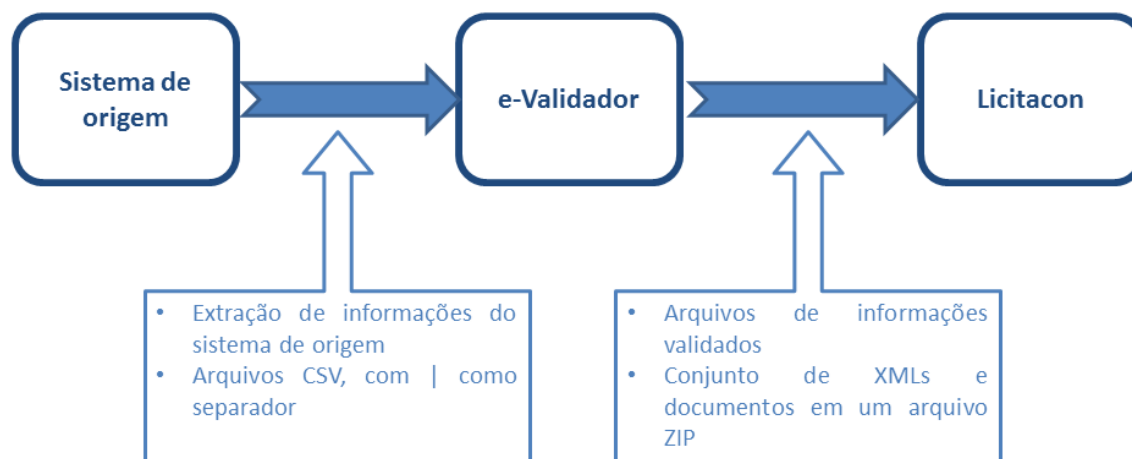 Sistema de
origem
e-Validador
Licitacon
• Extração de informações do
sistema de origem
• Arquivos CSV, com | como
separador
• Arquivos de informações
validados
• Conjunto de XMLs e
documentos em um arquivo
ZIP